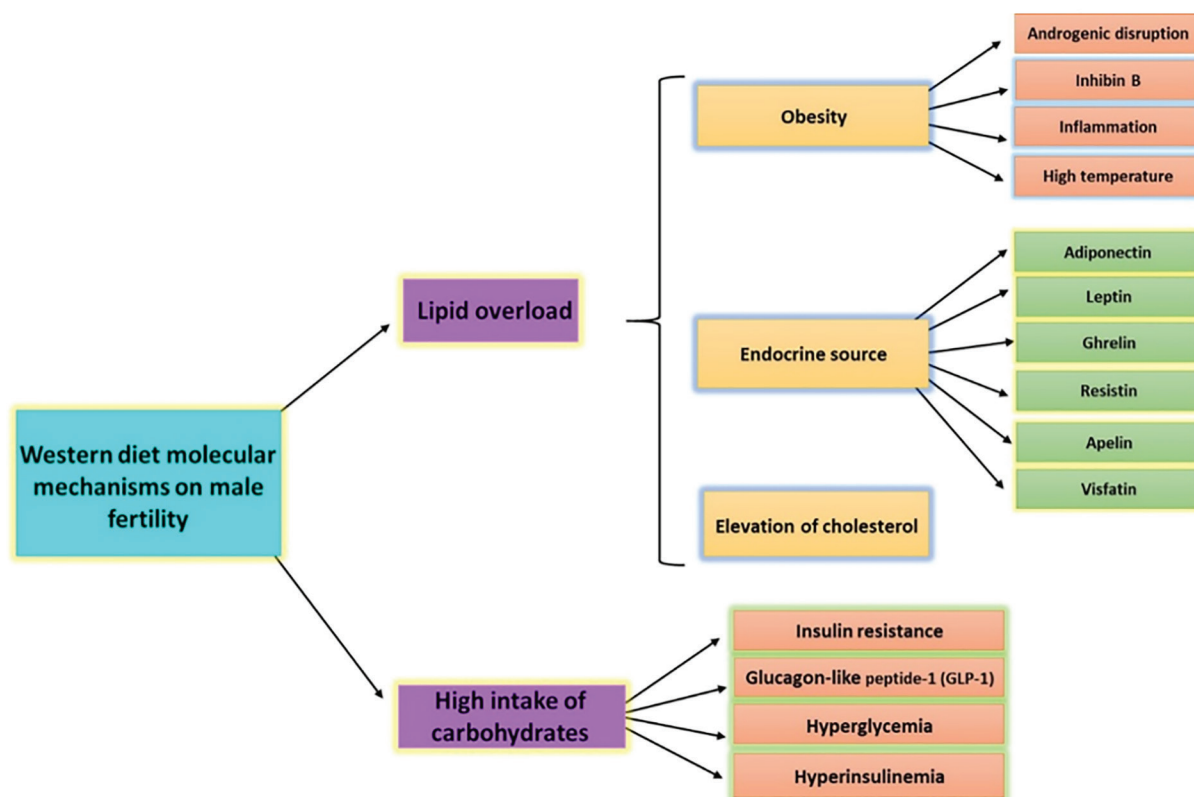 Western diet molecular
mechanisms on male
fertility
Lipid overload
Obesity
Androgenic disruption
Inhibin B
Inflammation
High temperature
Endocrine source
Adiponectin
Leptin
Ghrelin
Resistin
Apelin
Visfatin
Elevation of cholesterol
High intake of
carbohydrates
Insulin resistance
Glucagon-like peptide-1 (GLP-1)
Hyperglycemia
Hyperinsulinemia